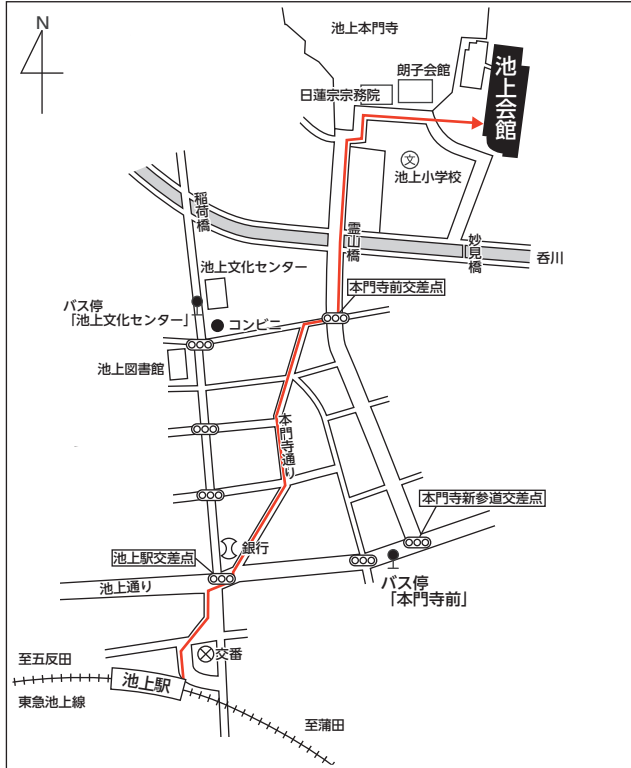 N
池上本門寺
朗子会館
日蓮宗宗務院
池上会館
文
池上小学校
稲荷橋
霊山橋
妙見橋
呑川
池上文化センター
本門寺前交差点
バス停
「池上文化センター」
コンビニ
池上図書館
本門寺通り
本門寺新参道交差点
銀行
池上駅交差点
池上通り
バス停
「本門寺前」
交番
至五反田
池上駅
東急池上線
至蒲田